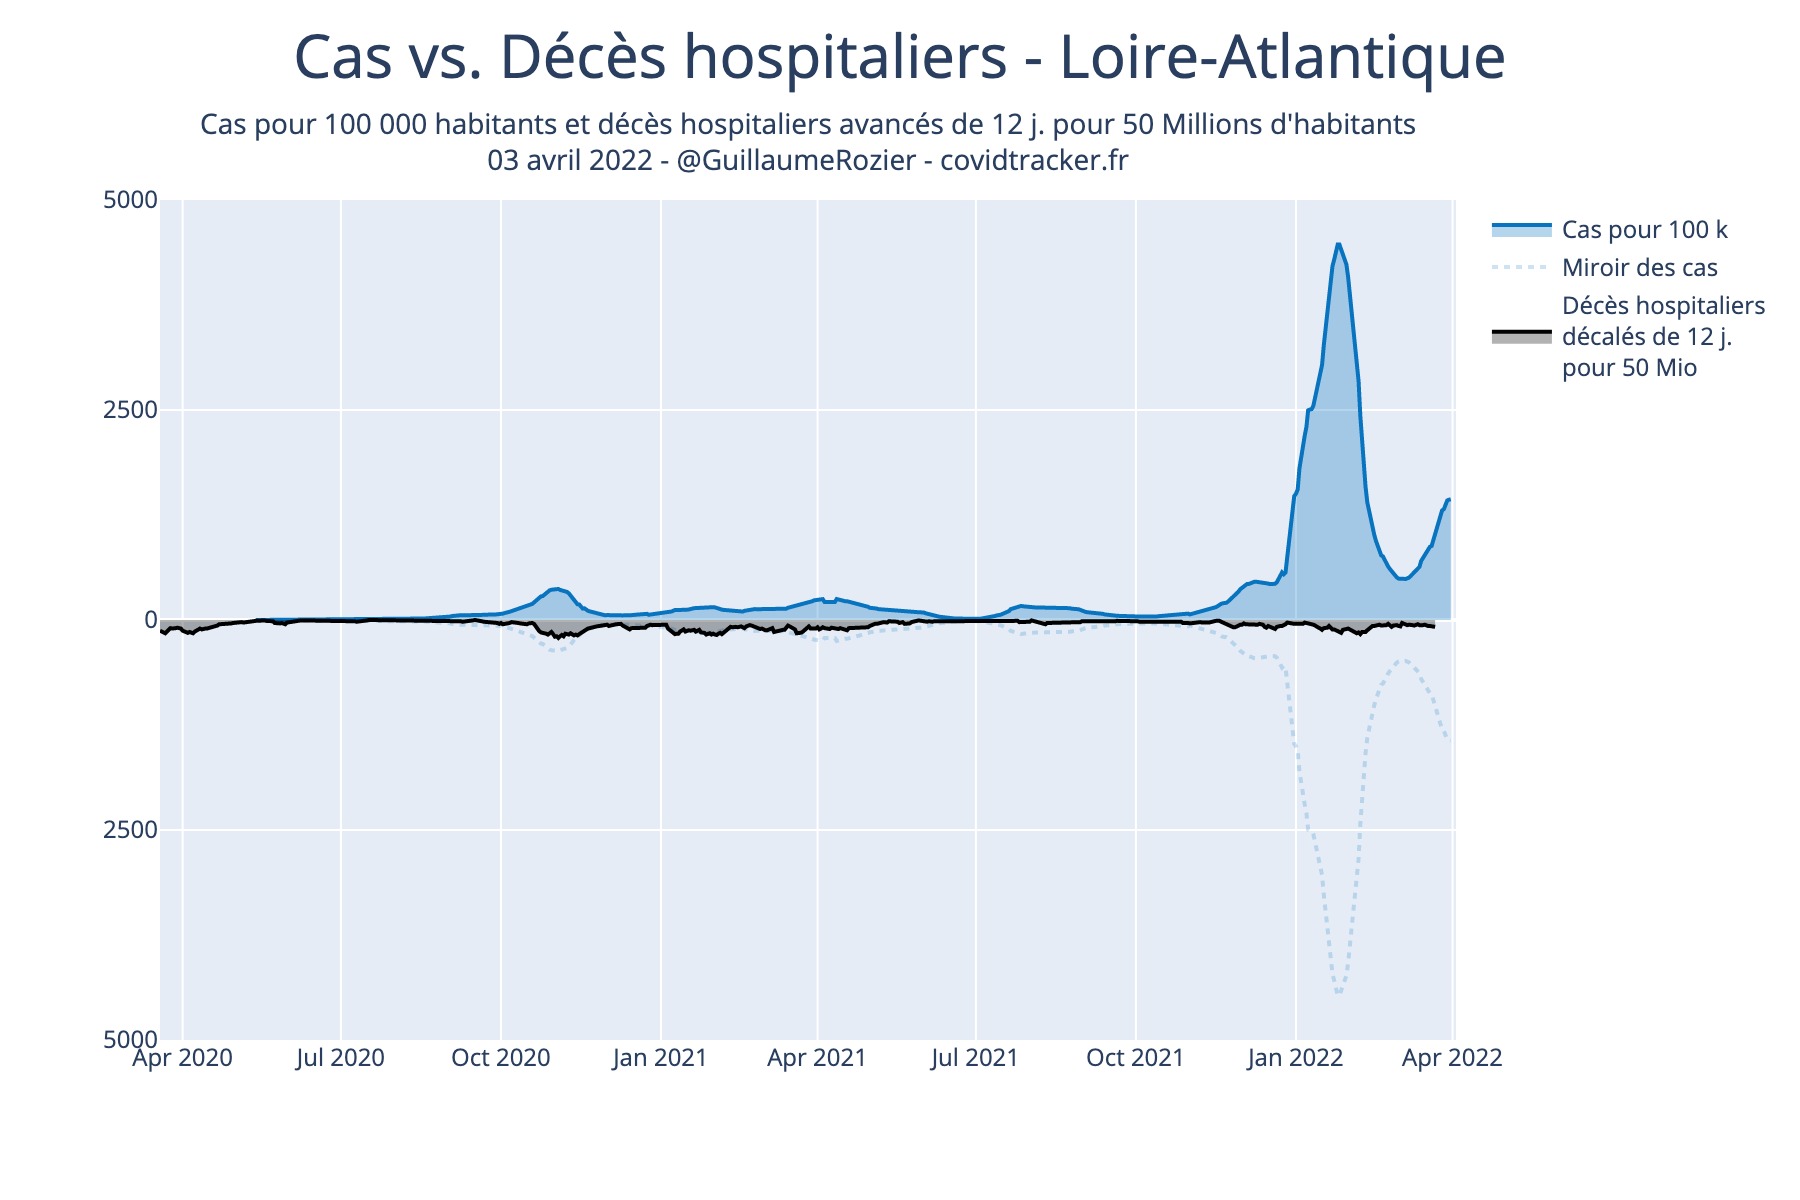 Cas vs. Décès hospitaliers - Loire-Atlantique
Cas pour 100 000 habitants et décès hospitaliers avancés de 12 j. pour 50 Millions d'habitants
03 avril 2022 - @GuillaumeRozier - covidtracker.fr
5000
2500
0
2500
5000
Apr 2020
Jul 2020
Oct 2020
Jan 2021
Apr 2021
Jul 2021
Oct 2021
Jan 2022
Apr 2022
Cas pour 100 k
Miroir des cas
Décès hospitaliers
décalés de 12 j.
pour 50 Mio